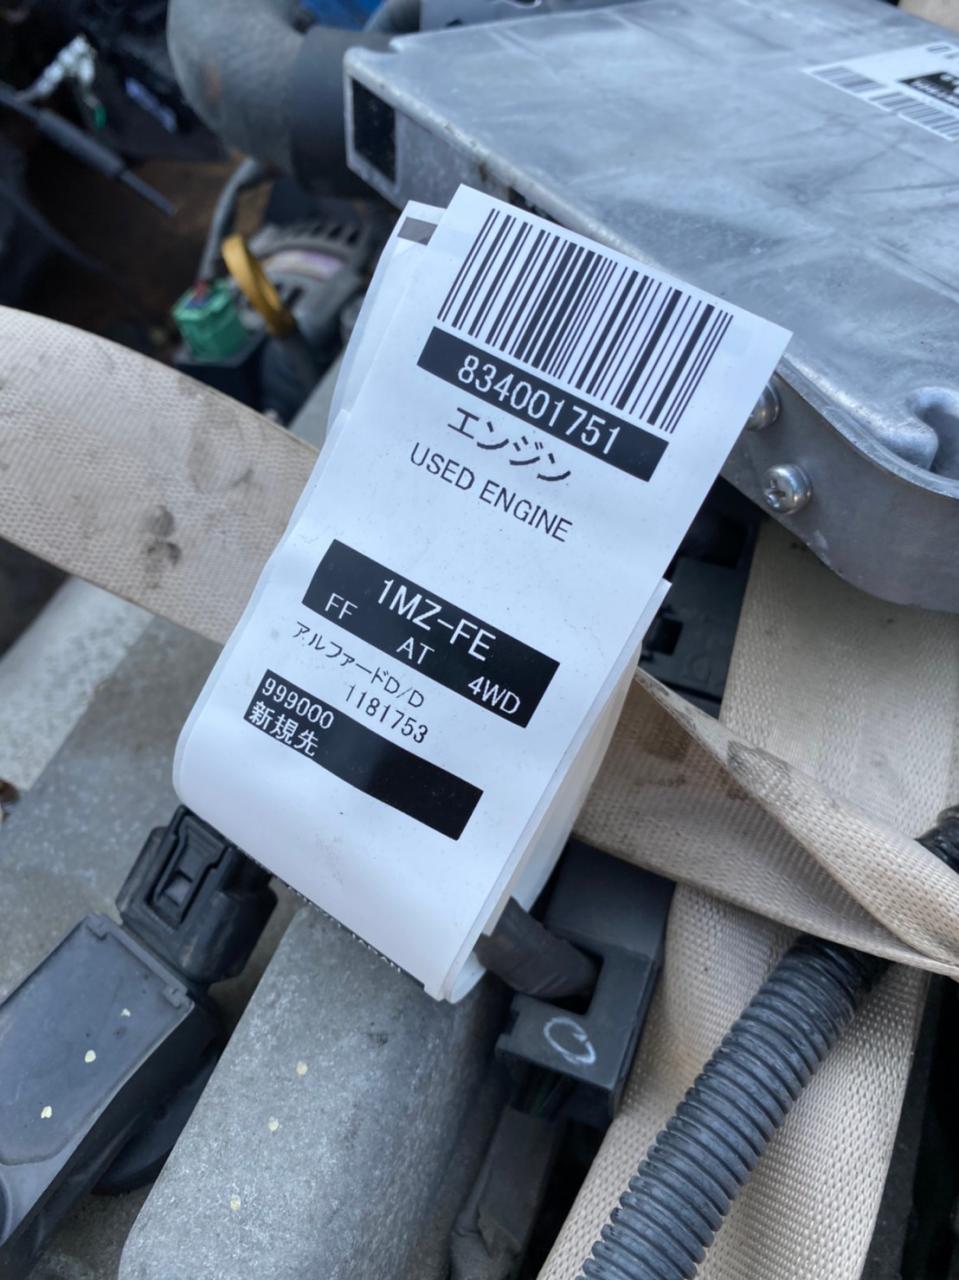 834001751
エンジン
USED ENGINE
1MZ-FE
FF AT 4WD
アルファードD/D
1181753
999000
新規先